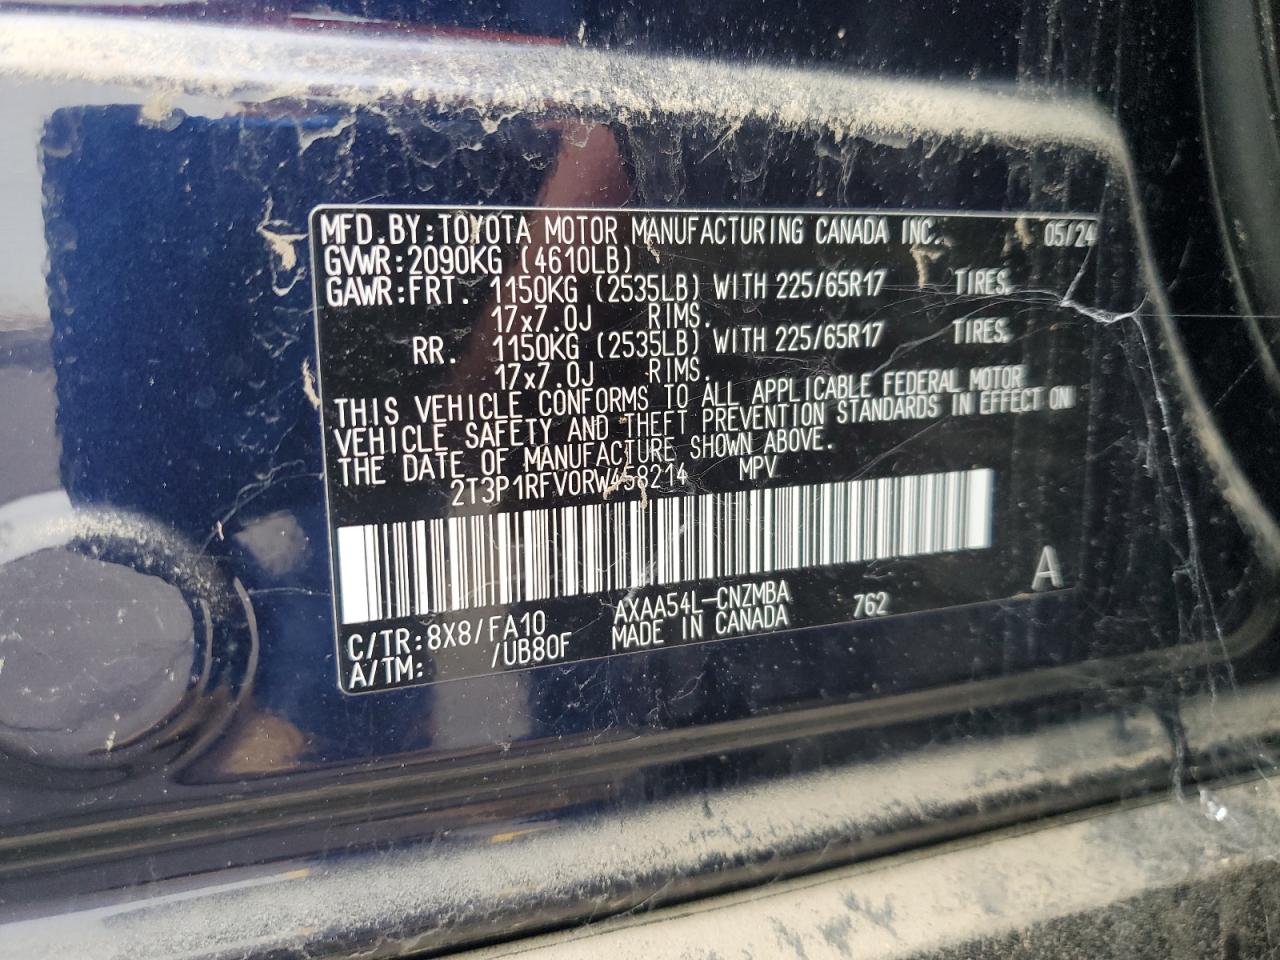 MFD.BY:TOYOTA MOTOR MANUFACTURING CANADA INC. 05/24
GVWR:2090KG (4610LB)
GAWR:FRT. 1150KG (2535LB) WITH 225/65R17 TIRES.
17x7.0J RIMS.
RR. 1150KG (2535LB) WITH 225/65R17 TIRES.
17x7.0J RIMS.
THIS VEHICLE CONFORMS TO ALL APPLICABLE FEDERAL MOTOR
VEHICLE SAFETY AND THEFT PREVENTION STANDARDS IN EFFECT ON
THE DATE OF MANUFACTURE SHOWN ABOVE.
2T3P1RFV0RW458214 MPV
A
C/TR:8X8/FA10 AXAA54L-CNZMBA 762
A/TM: /UB80F MADE IN CANADA